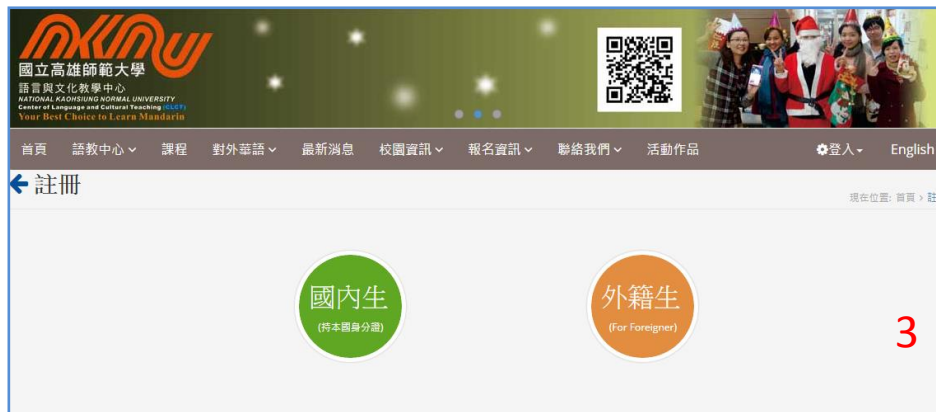 NKNU
國立高雄師範大學
語言與文化教學中心
NATIONAL KAOHSIUNG NORMAL UNIVERSITY
Center of Language and Cultural Teaching (CLCT)
Your Best Choice to Learn Mandarin
首頁 語教中心 課程 對外華語 最新消息 校園資訊 報名資訊 聯絡我們 活動作品 登入 English
註冊
現在位置: 首頁 > 註
國內生
(持本國身分證)
外籍生
(For Foreigner)
3